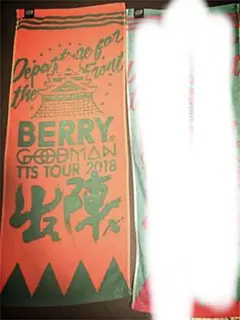 Departure for
the Front
BERRY
GOODMAN
TTS TOUR 2018
出陣